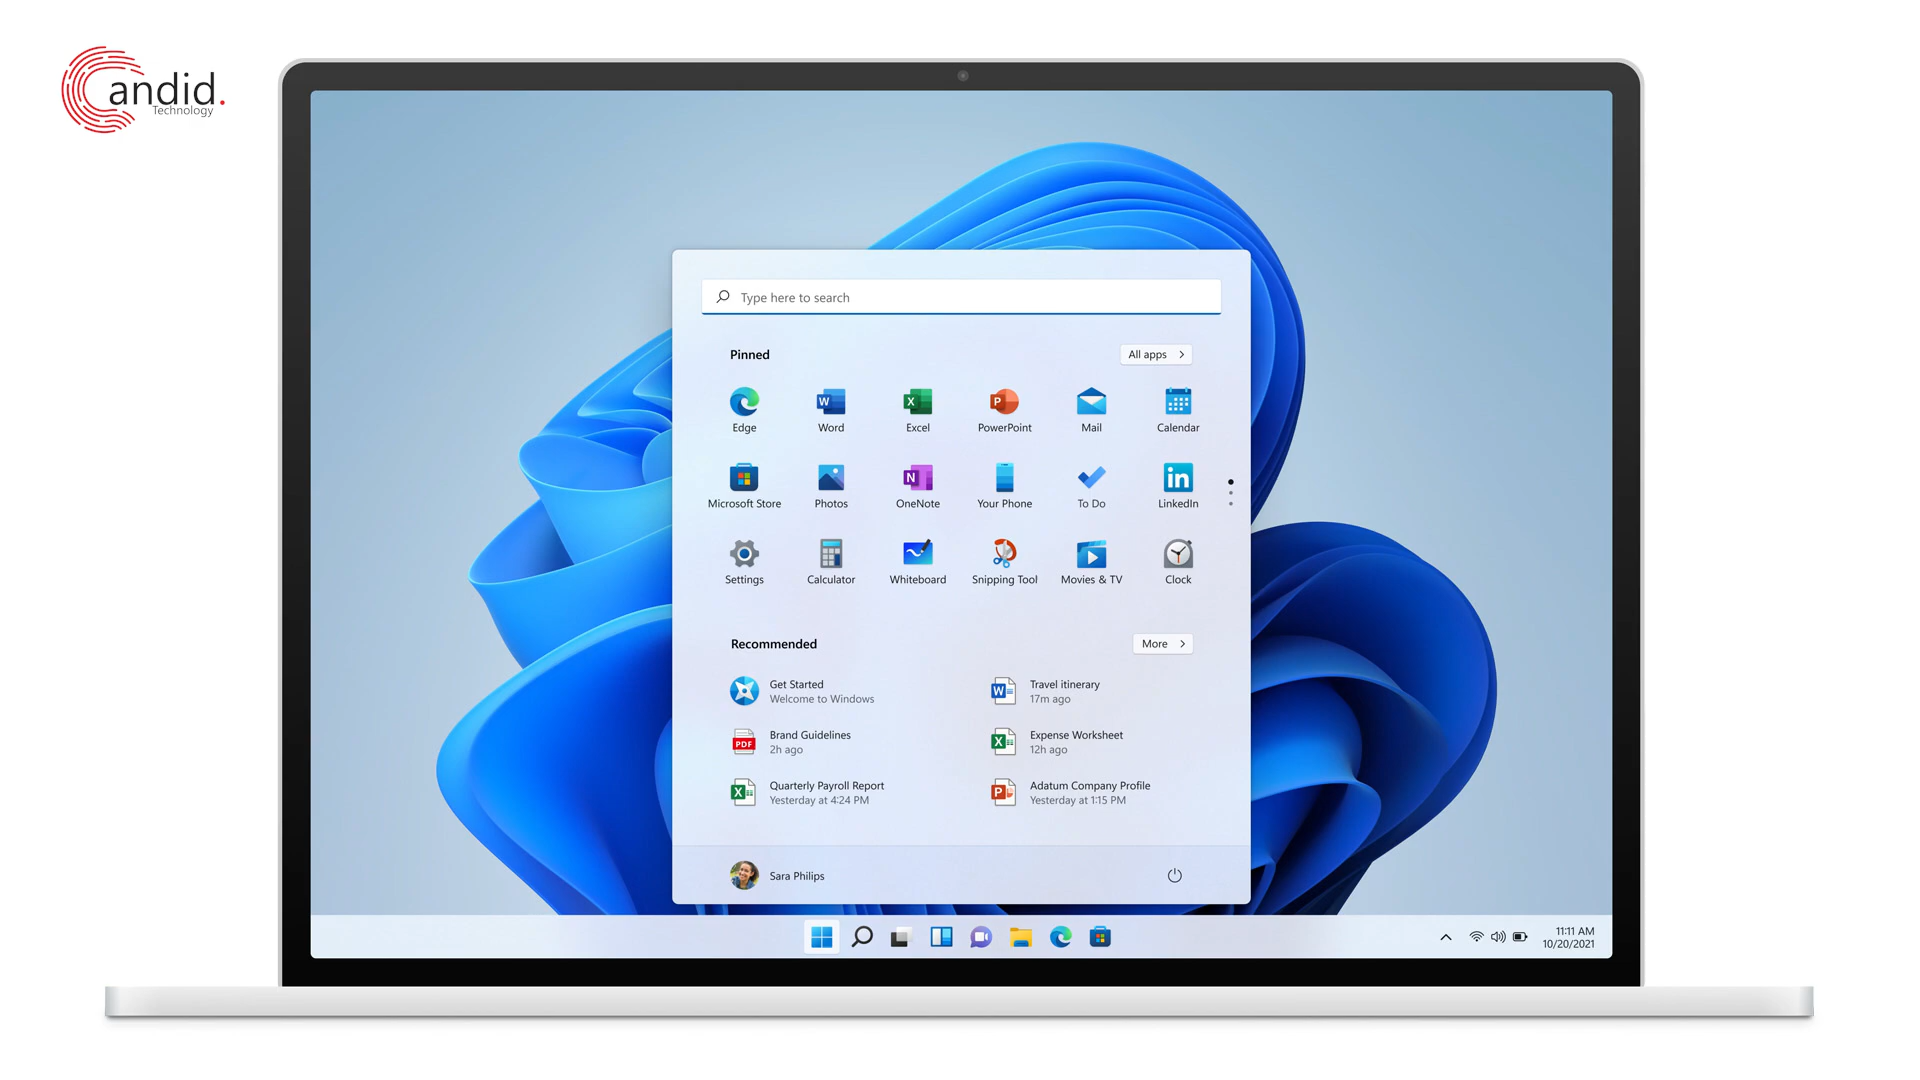 Candid.
Technology
Type here to search
Pinned
All apps
Edge
Word
Excel
PowerPoint
Mail
Calendar
Microsoft Store
Photos
OneNote
Your Phone
To Do
LinkedIn
Settings
Calculator
Whiteboard
Snipping Tool
Movies & TV
Clock
Recommended
More
Get Started
Welcome to Windows
Travel itinerary
17m ago
PDF
Brand Guidelines
2h ago
Expense Worksheet
12h ago
Quarterly Payroll Report
Yesterday at 4:24 PM
Adatum Company Profile
Yesterday at 1:15 PM
Sara Philips
11:11 AM
10/20/2021